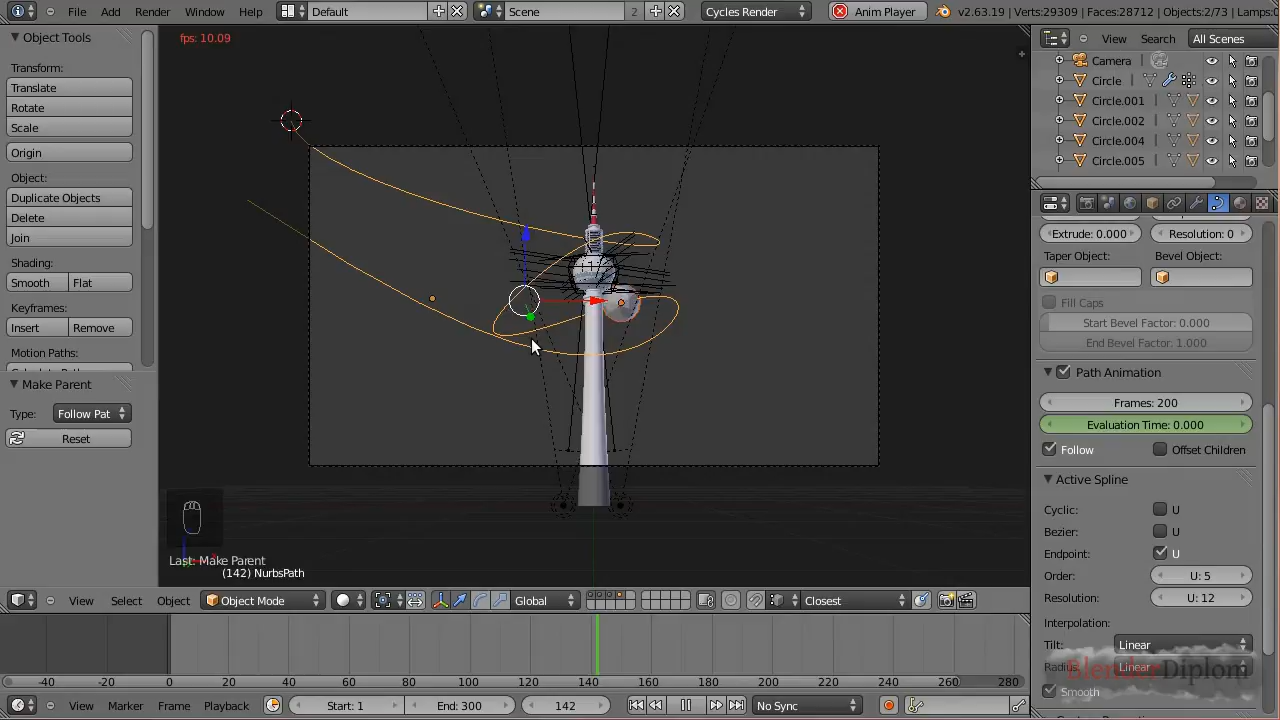 File Add Render Window Help Default Scene 2 Cycles Render Anim Player v2.63.19 | Verts:29309 | Faces:28712 | Objects:2/73 | Lamps:
fps: 10.09
Object Tools
Transform:
Translate
Rotate
Scale
Origin
Object:
Duplicate Objects
Delete
Join
Shading:
Smooth Flat
Keyframes:
Insert Remove
Motion Paths:
Make Parent
Type: Follow Pat
Reset
Last: Make Parent
(142) NurbsPath
View Select Object Object Mode Global Closest
-40 -20 0 20 40 60 80 100 120 140 160 180 200 220 240 260 280
View Marker Frame Playback Start: 1 End: 300 142 No Sync
View Search All Scenes
Camera
Circle
Circle.001
Circle.002
Circle.004
Circle.005
Extrude: 0.000 Resolution: 0
Taper Object: Bevel Object:
Fill Caps
Start Bevel Factor: 0.000
End Bevel Factor: 1.000
Path Animation
Frames: 200
Evaluation Time: 0.000
Follow Offset Children
Active Spline
Cyclic: U
Bezier: U
Endpoint: U
Order: U: 5
Resolution: U: 12
Interpolation:
Tilt: Linear
Radius: Linear
BlenderDiplom
Smooth